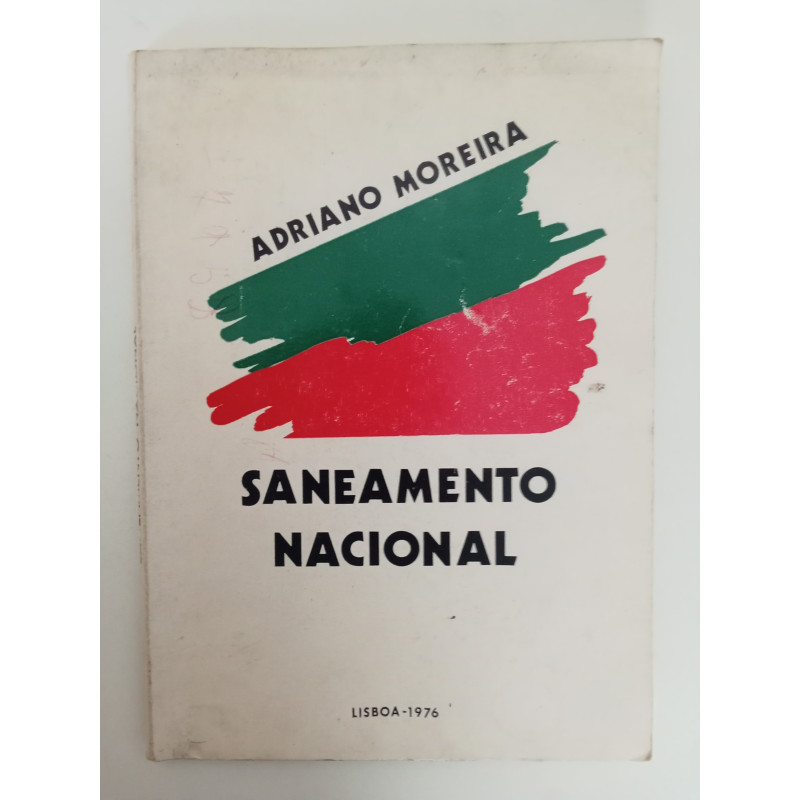 ADRIANO MOREIRA
SANEAMENTO
NACIONAL
LISBOA-1976